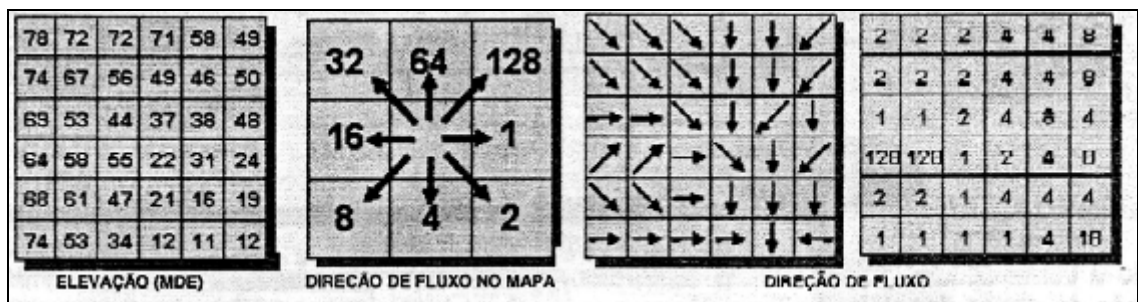 78 72 72 71 58 49
74 67 56 49 46 50
69 53 44 37 38 48
64 58 55 22 31 24
68 61 47 21 16 19
74 53 34 12 11 12
ELEVAÇÃO (MDE)
32 64 128
16 1
8 4 2
DIREÇÃO DE FLUXO NO MAPA
2 2 2 4 4 8
2 2 2 4 4 8
1 1 2 4 8 4
128 128 1 2 4 8
2 2 1 4 4 4
1 1 1 1 4 16
DIREÇÃO DE FLUXO